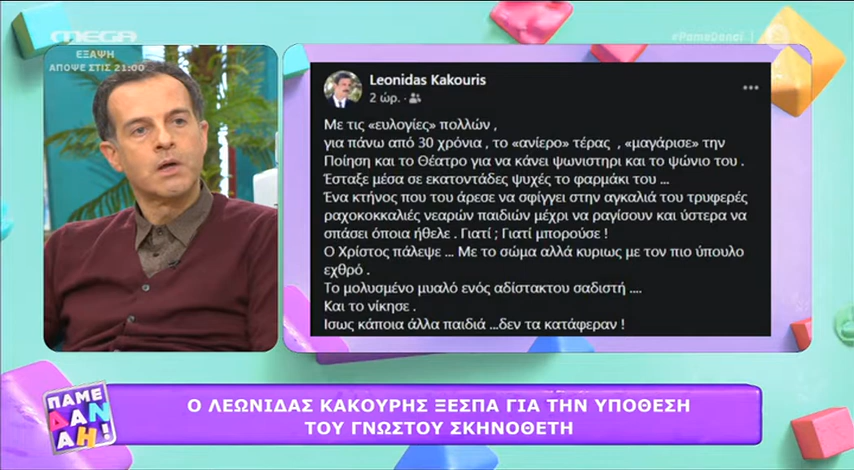 MEGA
ΕΞΑΨΗ
ΑΠΟΨΕ ΣΤΙΣ 21:00
#PameDanai
Leonidas Kakouris
2 ώρ. ·
Με τις «ευλογίες» πολλών ,
για πάνω από 30 χρόνια , το «ανίερο» τέρας , «μαγάρισε» την
Ποίηση και το Θέατρο για να κάνει ψωνιστηρι και το ψώνιο του .
Έσταξε μέσα σε εκατοντάδες ψυχές το φαρμάκι του ...
Ένα κτήνος που του άρεσε να σφίγγει στην αγκαλιά του τρυφερές
ραχοκοκκαλιές νεαρών παιδιών μέχρι να ραγίσουν και ύστερα να
σπάσει όποια ήθελε . Γιατί ; Γιατί μπορούσε !
Ο Χρίστος πάλεψε ... Με το σώμα αλλά κυριως με τον πιο ύπουλο
εχθρό .
Το μολυσμένο μυαλό ενός αδίστακτου σαδιστή ....
Και το νίκησε .
Ισως κάποια άλλα παιδιά ...δεν τα κατάφεραν !
ΠΑΜΕ
ΔΑΝ
ΑΗ!
Ο ΛΕΩΝΙΔΑΣ ΚΑΚΟΥΡΗΣ ΞΕΣΠΑ ΓΙΑ ΤΗΝ ΥΠΟΘΕΣΗ
ΤΟΥ ΓΝΩΣΤΟΥ ΣΚΗΝΟΘΕΤΗ